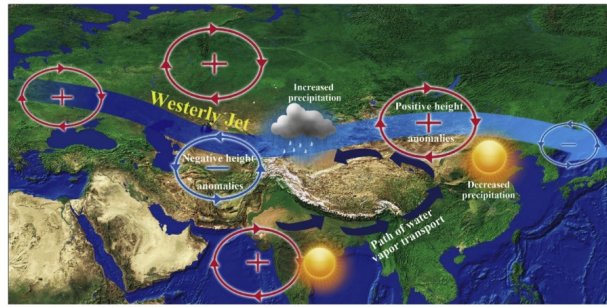 Increased
precipitation
Westerly Jet
Positive height
anomalies
Negative height
anomalies
Decreased
precipitation
Path of water
vapor transport